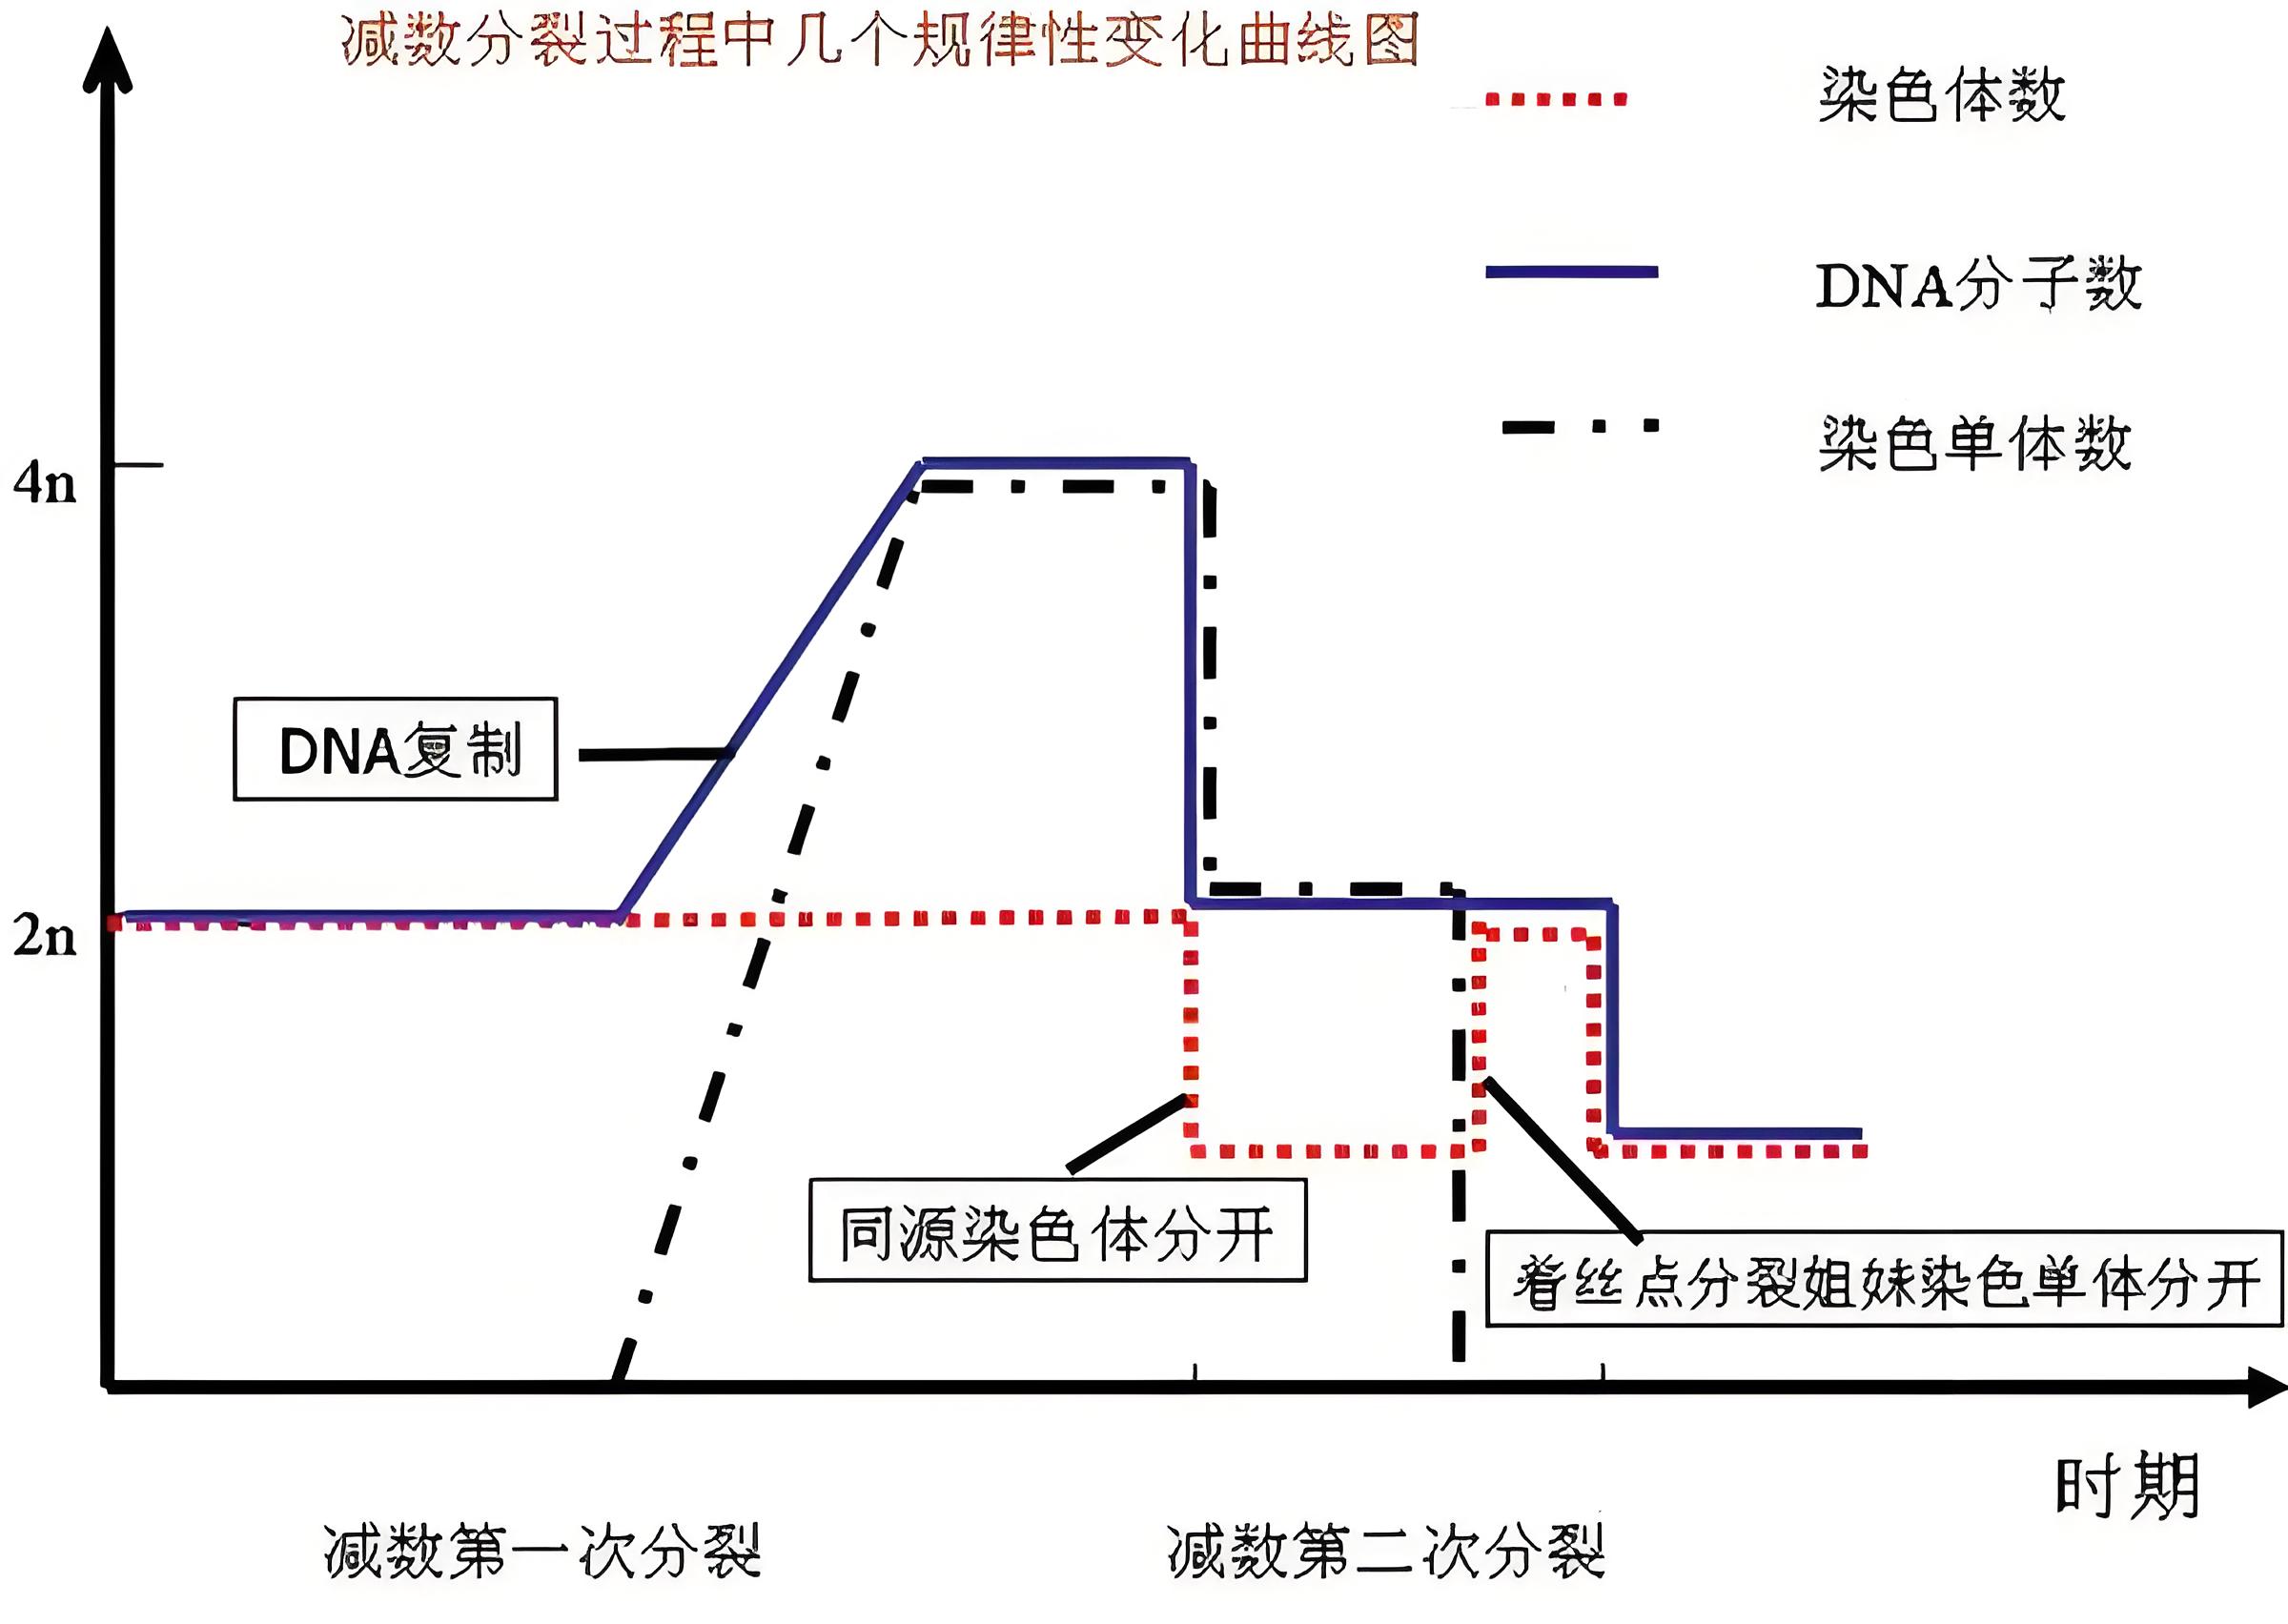 减数分裂过程中几个规律性变化曲线图
染色体数
DNA分子数
染色单体数
4n
DNA复制
2n
同源染色体分开
着丝点分裂姐妹染色单体分开
时期
减数第一次分裂
减数第二次分裂